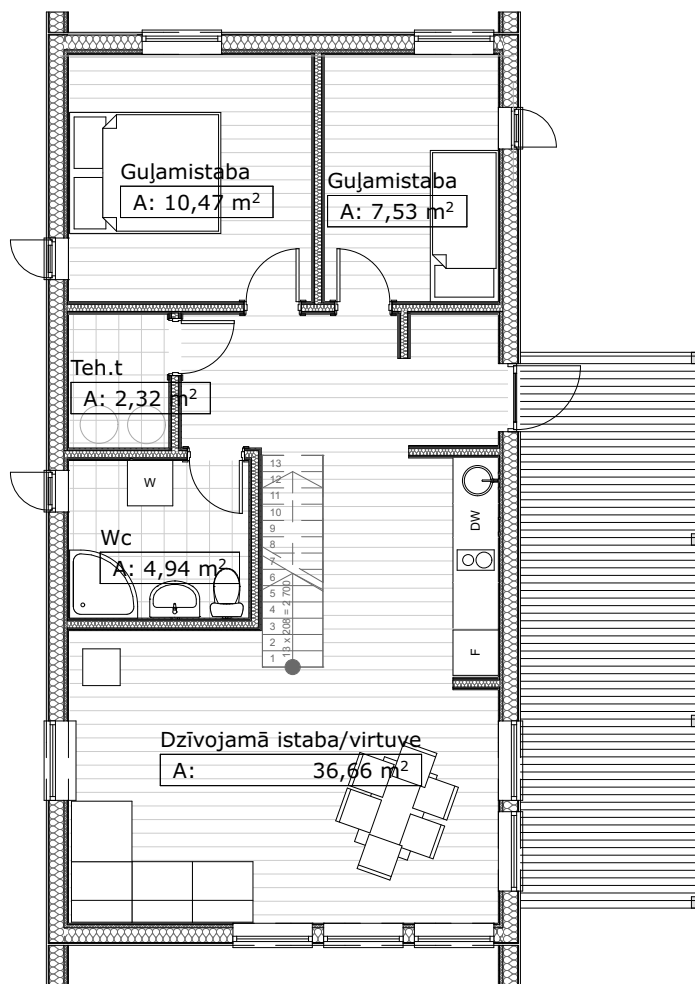 Guļamistaba
A: 10,47 m²
Guļamistaba
A: 7,53 m²
Teh.t
A: 2,32 m²
W
Wc
A: 4,94 m²
13
12
11
10
9
8
7
6
5
4
3
2
1
13 x 208 = 2 700
DW
F
Dzīvojamā istaba/virtuve
A: 36,66 m²